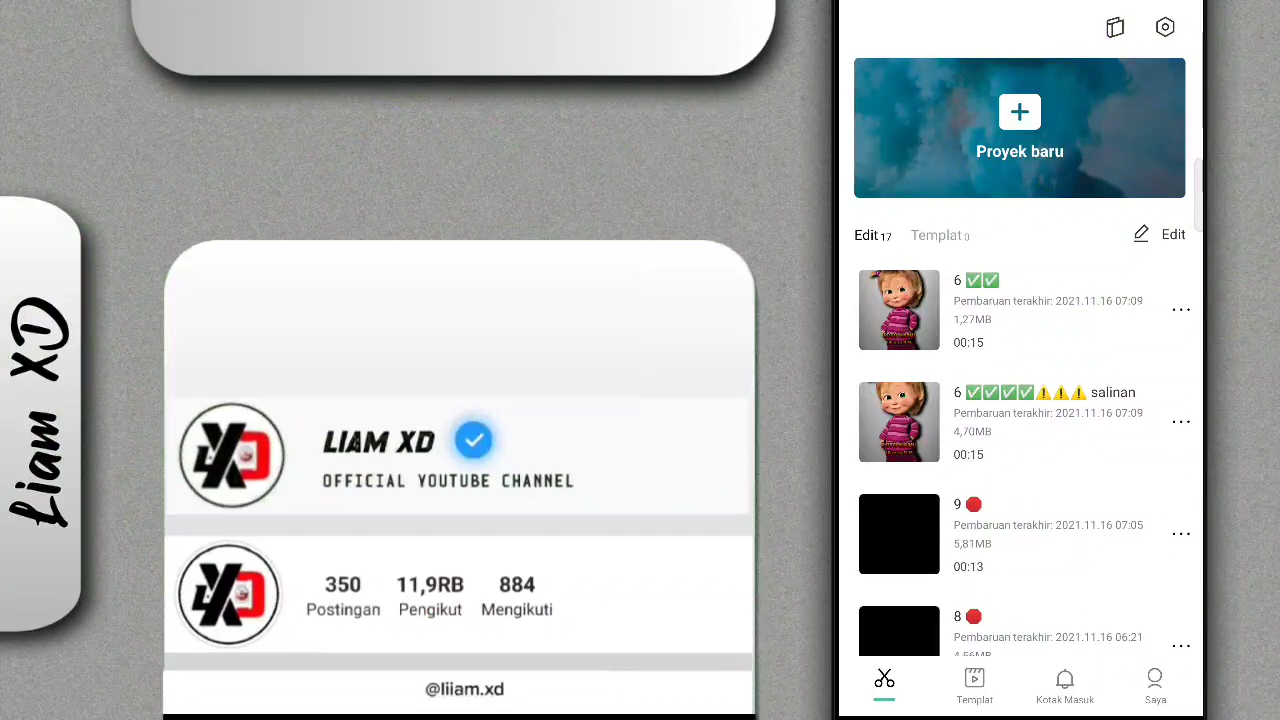 Liam XD
LIAM XD
OFFICIAL YOUTUBE CHANNEL
350 11,9RB 884
Postingan Pengikut Mengikuti
@liiam.xd
Proyek baru
Edit 17 Templat 0 Edit
6 ✅✅
Pembaruan terakhir: 2021.11.16 07:09
1,27MB
00:15
6 ✅✅✅✅⚠️⚠️⚠️ salinan
Pembaruan terakhir: 2021.11.16 07:09
4,70MB
00:15
9 🛑
Pembaruan terakhir: 2021.11.16 07:05
5,81MB
00:13
8 🛑
Pembaruan terakhir: 2021.11.16 06:21
4,56MB
Templat Kotak Masuk Saya